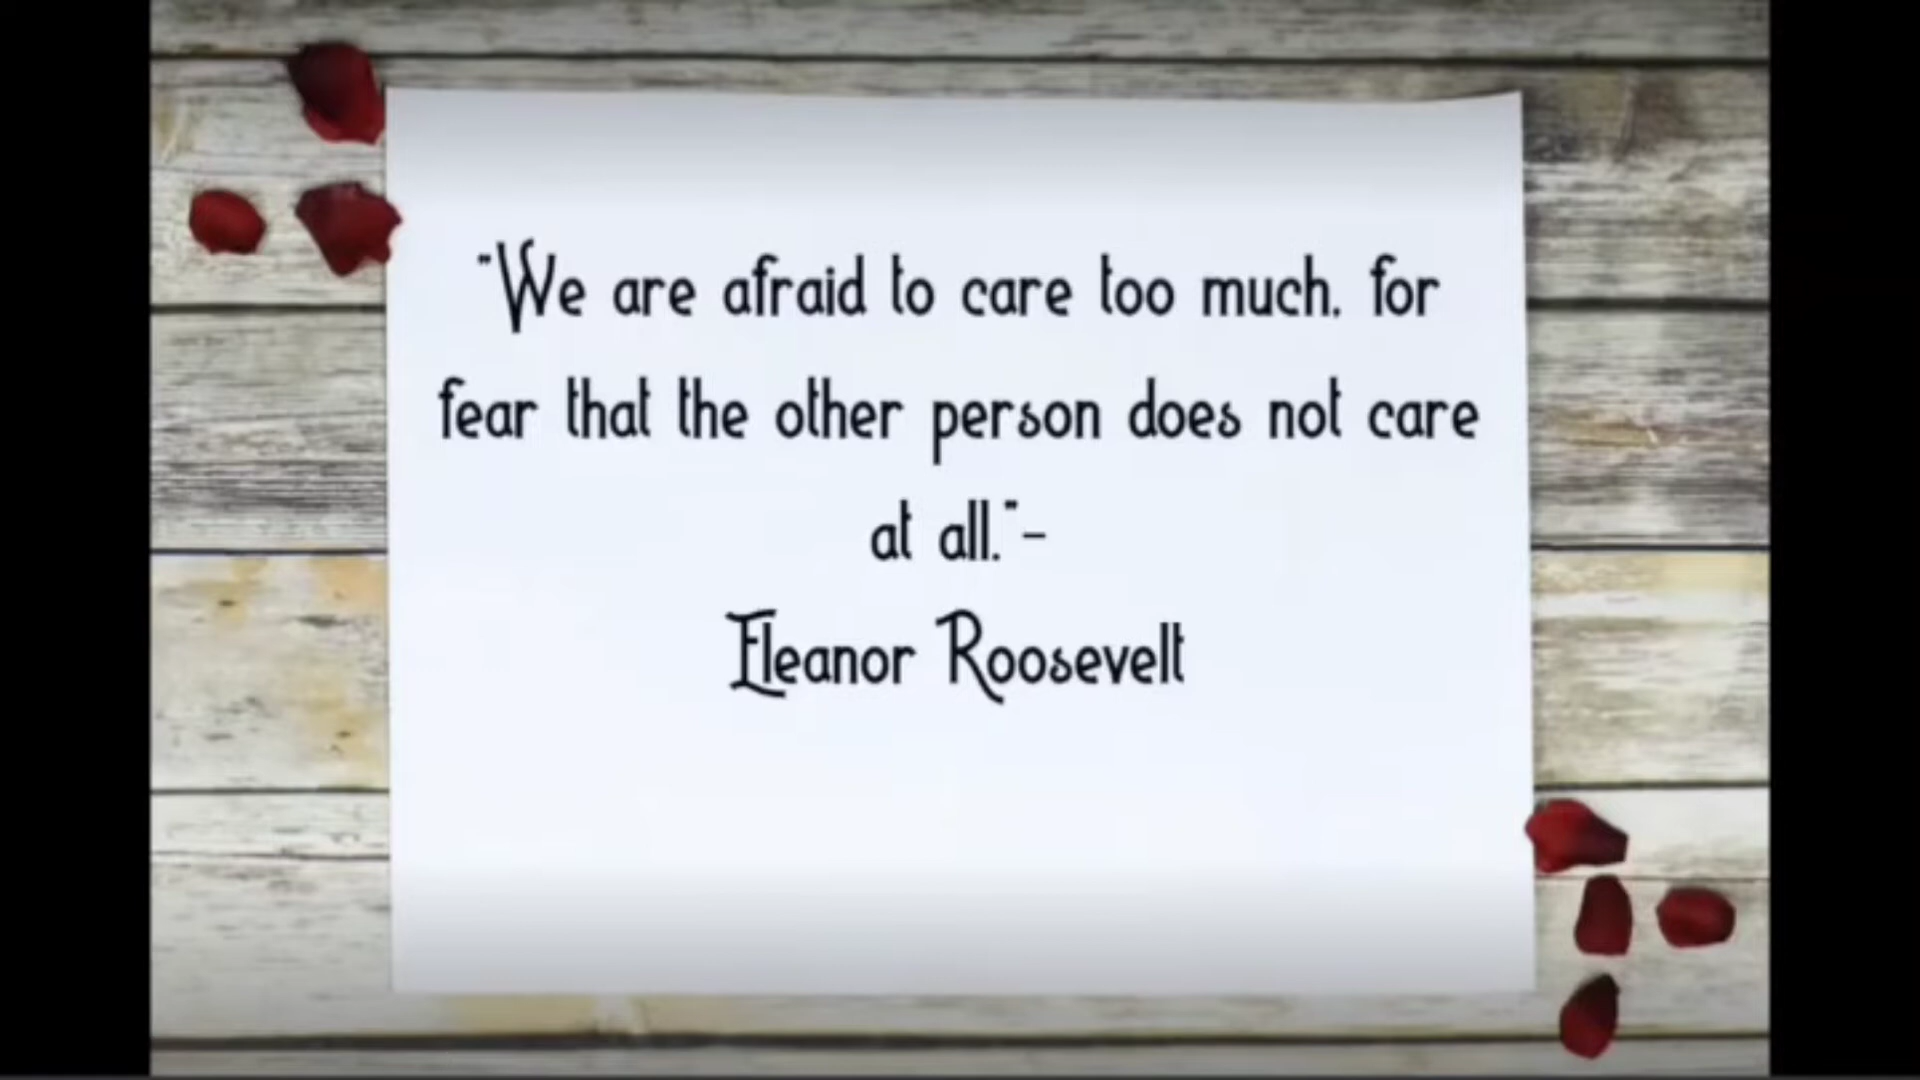 "We are afraid to care too much, for
fear that the other person does not care
at all."-
Eleanor Roosevelt